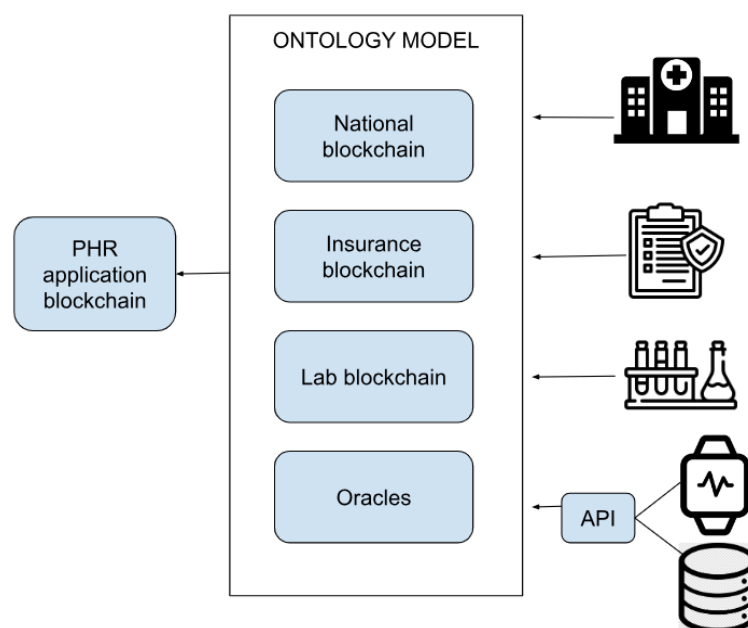 ONTOLOGY MODEL
National
blockchain
PHR
application
blockchain
Insurance
blockchain
Lab blockchain
Oracles
API